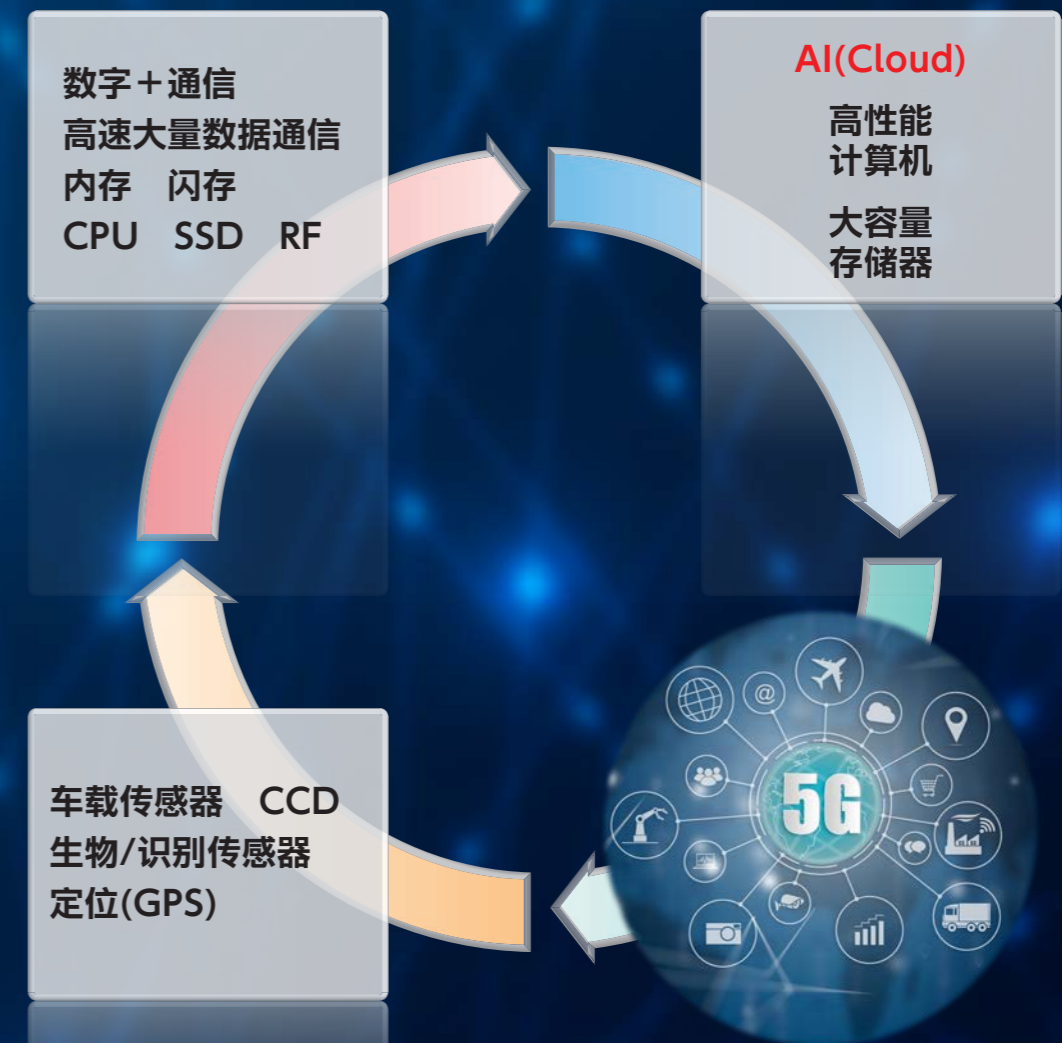 数字＋通信
高速大量数据通信
内存　闪存
CPU　SSD　RF
AI(Cloud)
高性能
计算机
大容量
存储器
车载传感器　CCD
生物/识别传感器
定位(GPS)
@
5G